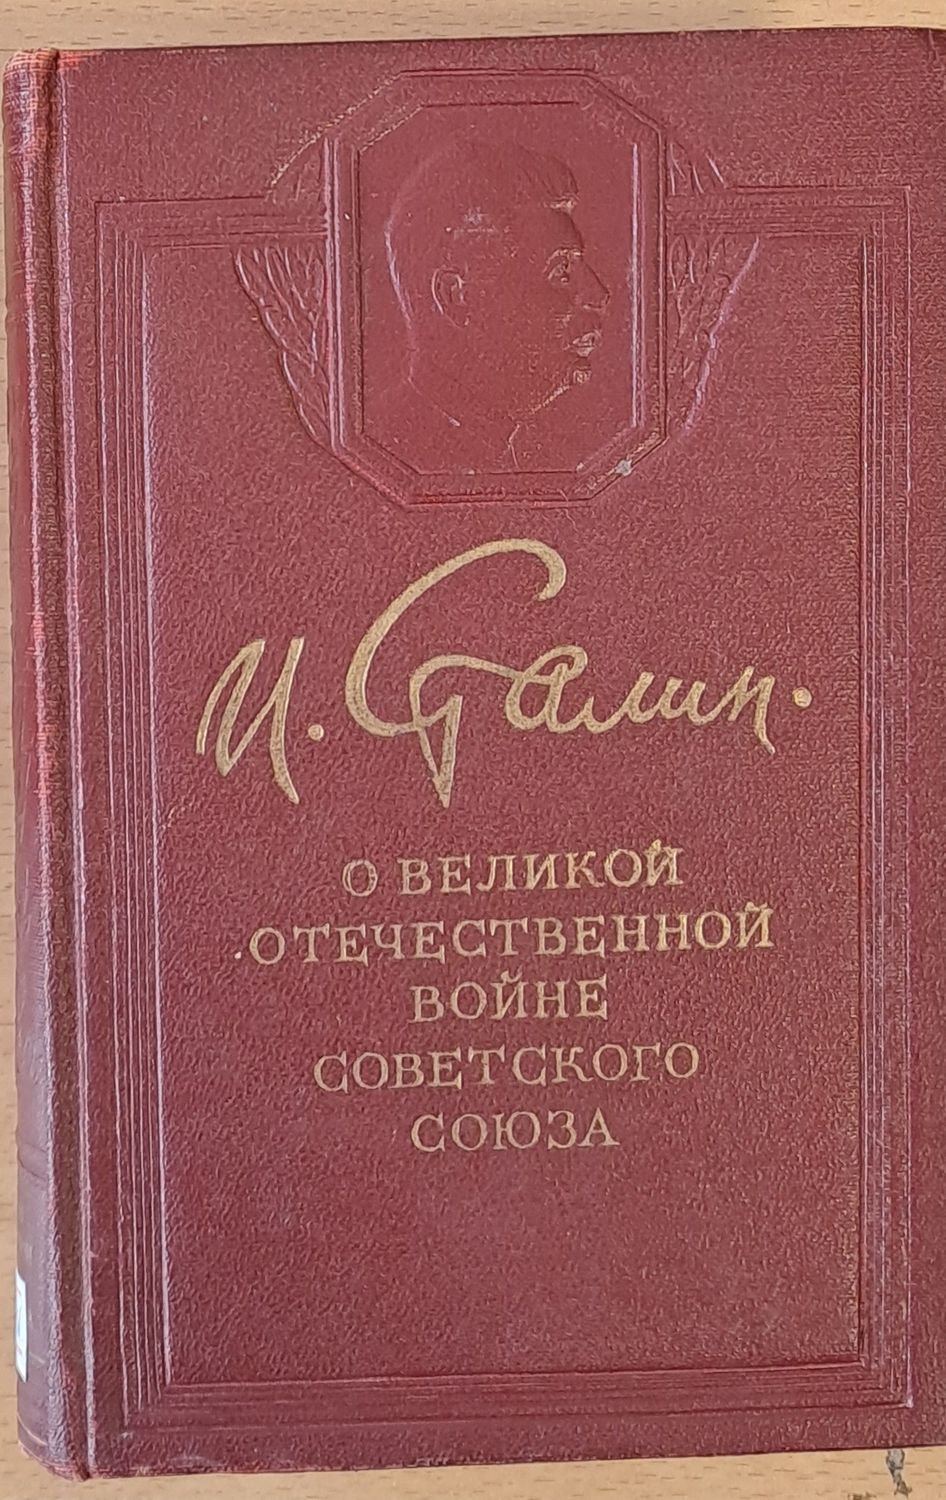 И. Сталин.
О ВЕЛИКОЙ
ОТЕЧЕСТВЕННОЙ
ВОЙНЕ
СОВЕТСКОГО
СОЮЗА